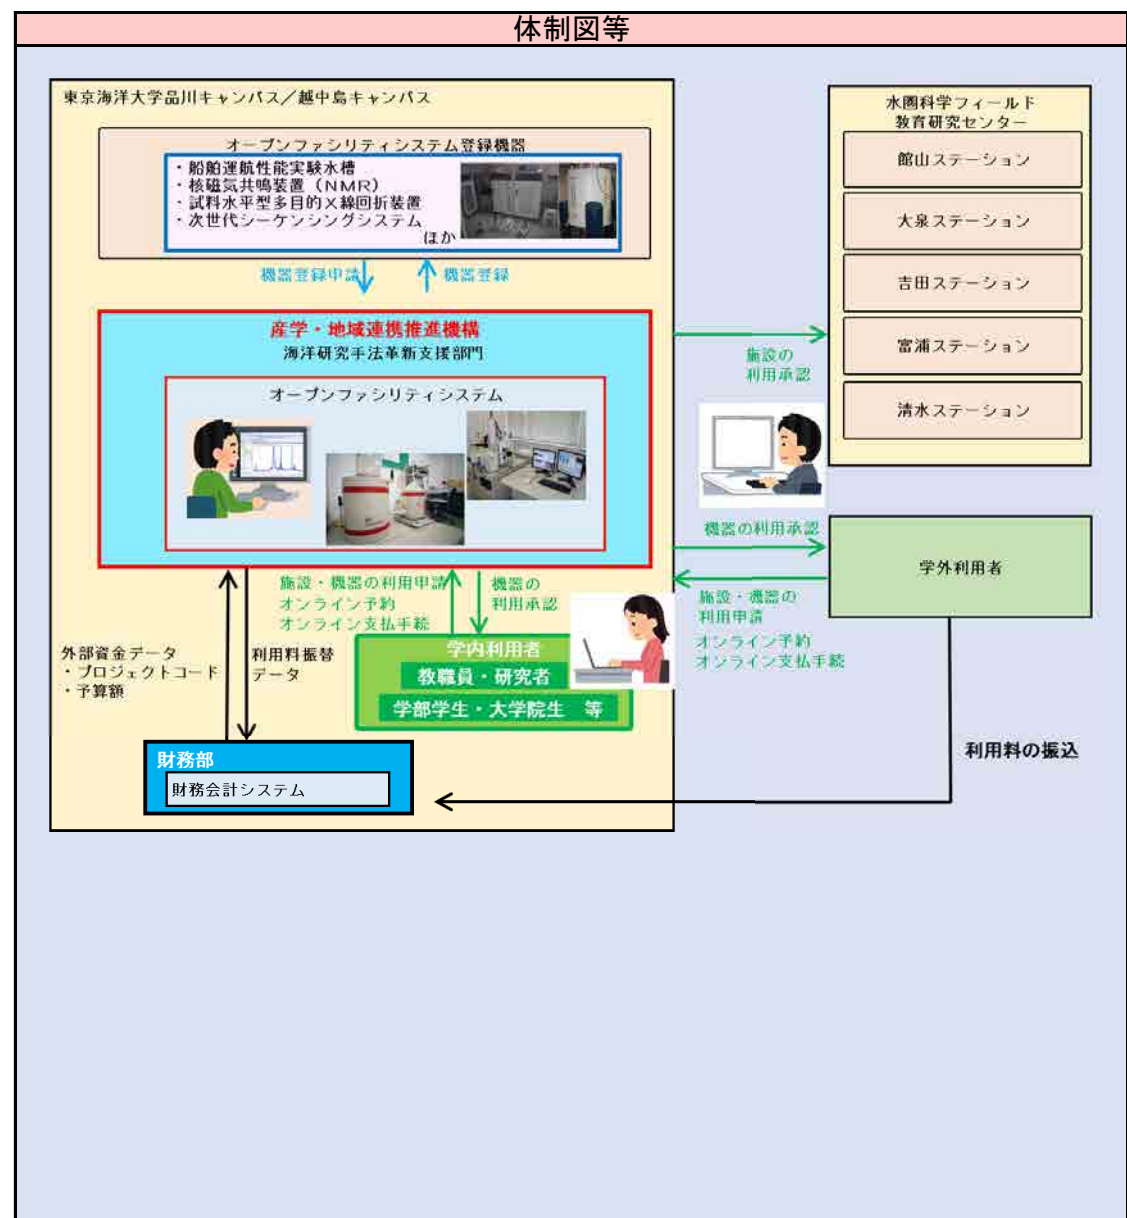 体制図等
東京海洋大学品川キャンパス／越中島キャンパス
オープンファシリティシステム登録機器
・船舶運航性能実験水槽
・核磁気共鳴装置（NMR）
・試料水平型多目的X線回折装置
・次世代シーケンシングシステム
ほか
機器登録申請
機器登録
産学・地域連携推進機構
海洋研究手法革新支援部門
オープンファシリティシステム
施設・機器の利用申請
オンライン予約
オンライン支払手続
機器の
利用承認
学内利用者
教職員・研究者
学部学生・大学院生　等
外部資金データ
・プロジェクトコード
・予算額
利用料振替
データ
財務部
財務会計システム
水圏科学フィールド
教育研究センター
館山ステーション
大泉ステーション
吉田ステーション
富浦ステーション
清水ステーション
施設の
利用承認
機器の利用承認
学外利用者
施設・機器の
利用申請
オンライン予約
オンライン支払手続
利用料の振込